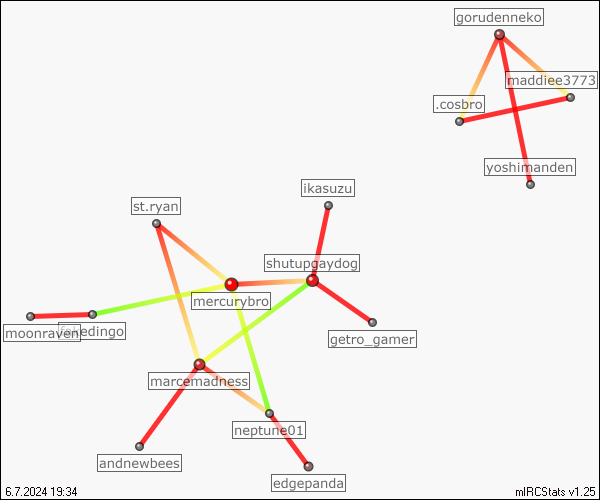 gorudenneko
maddiee3773
.cosbro
yoshimanden
ikasuzu
st.ryan
shutupgaydog
mercurybro
moonraven
edingo
getro_gamer
marcemadness
neptune01
andnewbees
edgepanda
6.7.2024 19:34
mIRCStats v1.25